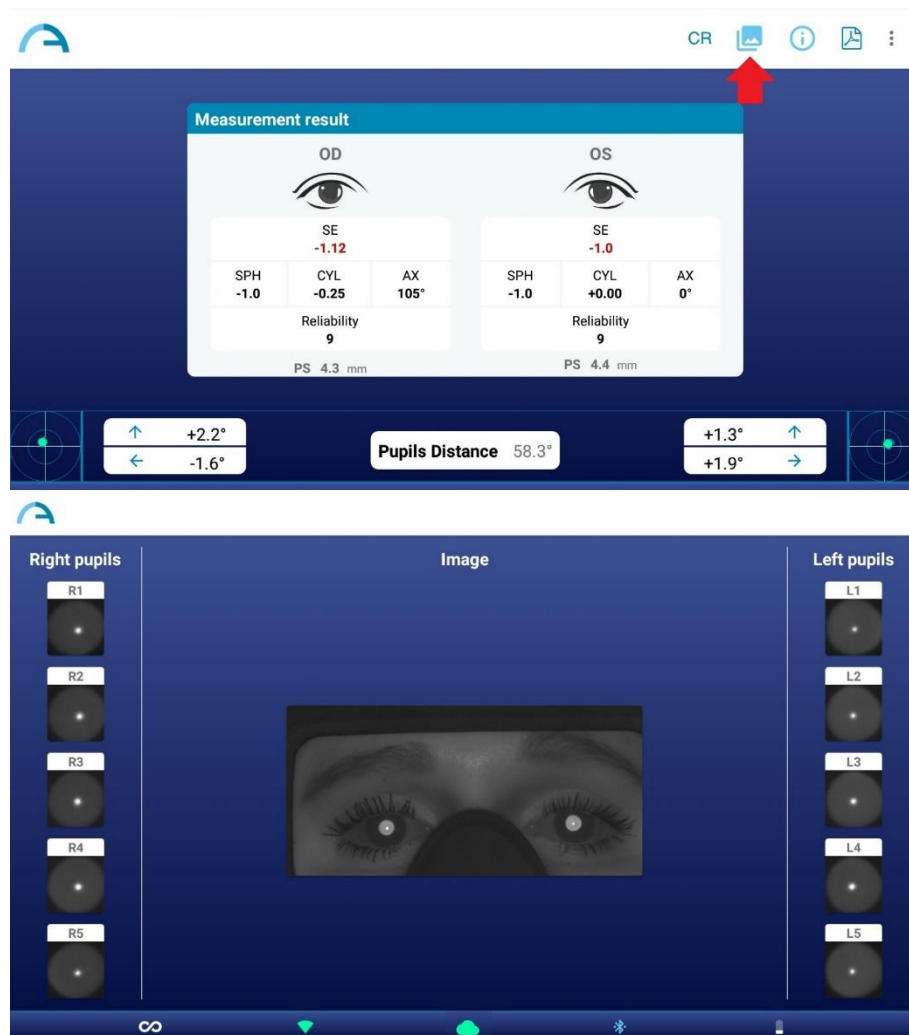 CR
Measurement result
OD OS
SE SE
-1.12 -1.0
SPH CYL AX SPH CYL AX
-1.0 -0.25 105° -1.0 +0.00 0°
Reliability Reliability
9 9
PS 4.3 mm PS 4.4 mm
+2.2° +1.3°
Pupils Distance 58.3°
-1.6° +1.9°
Right pupils Image Left pupils
R1 L1
R2 L2
R3 L3
R4 L4
R5 L5